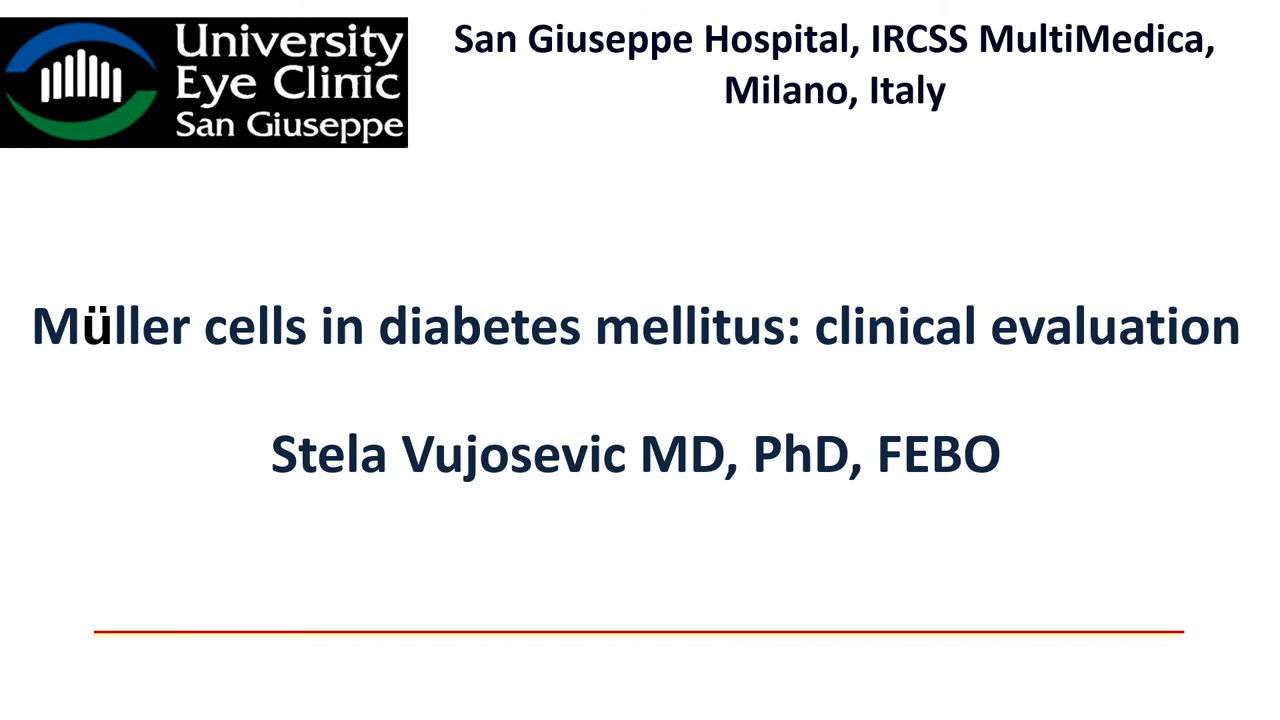 University
Eye Clinic
San Giuseppe
San Giuseppe Hospital, IRCSS MultiMedica,
Milano, Italy
Müller cells in diabetes mellitus: clinical evaluation
Stela Vujosevic MD, PhD, FEBO